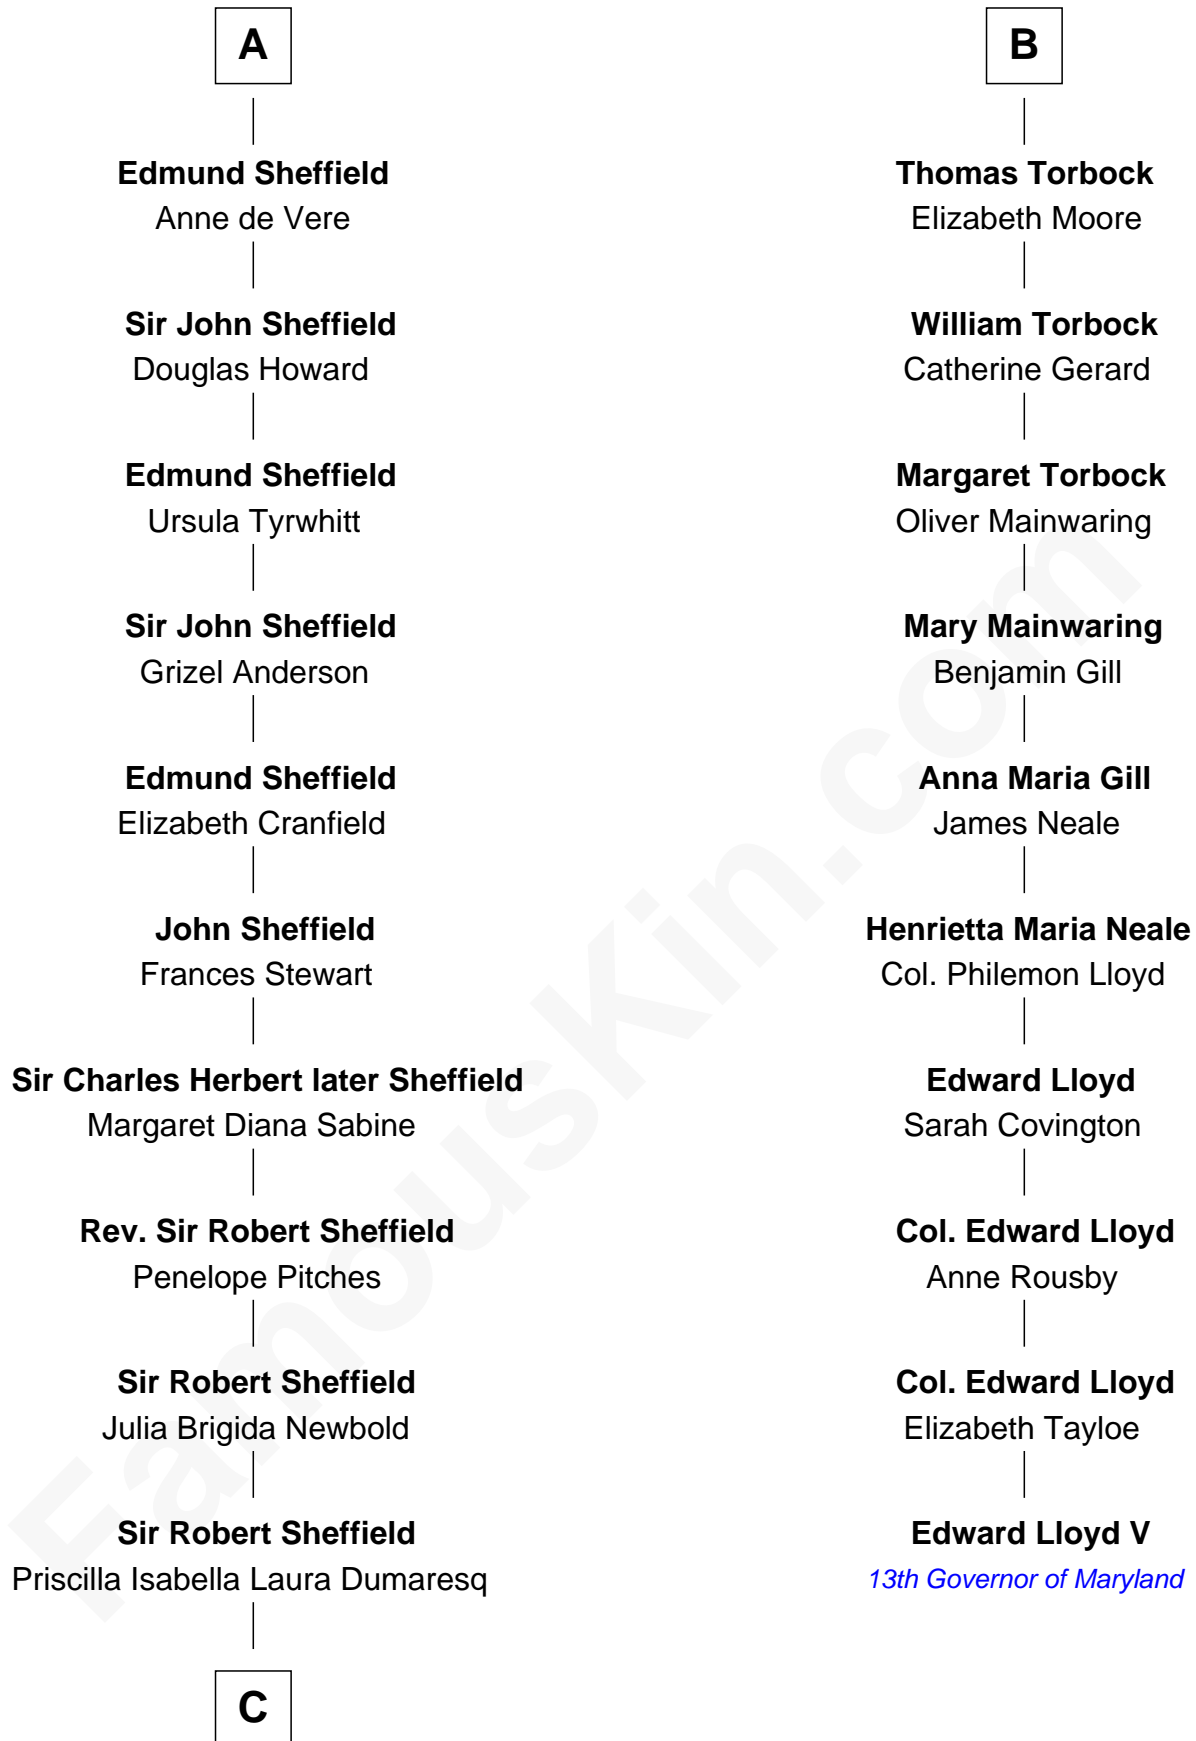 A
Edmund Sheffield
Anne de Vere
Sir John Sheffield
Douglas Howard
Edmund Sheffield
Ursula Tyrwhitt
Sir John Sheffield
Grizel Anderson
Edmund Sheffield
Elizabeth Cranfield
John Sheffield
Frances Stewart
Sir Charles Herbert later Sheffield
Margaret Diana Sabine
Rev. Sir Robert Sheffield
Penelope Pitches
Sir Robert Sheffield
Julia Brigida Newbold
Sir Robert Sheffield
Priscilla Isabella Laura Dumaresq
C
B
Thomas Torbock
Elizabeth Moore
William Torbock
Catherine Gerard
Margaret Torbock
Oliver Mainwaring
Mary Mainwaring
Benjamin Gill
Anna Maria Gill
James Neale
Henrietta Maria Neale
Col. Philemon Lloyd
Edward Lloyd
Sarah Covington
Col. Edward Lloyd
Anne Rousby
Col. Edward Lloyd
Elizabeth Tayloe
Edward Lloyd V
13th Governor of Maryland
FamousKin.com